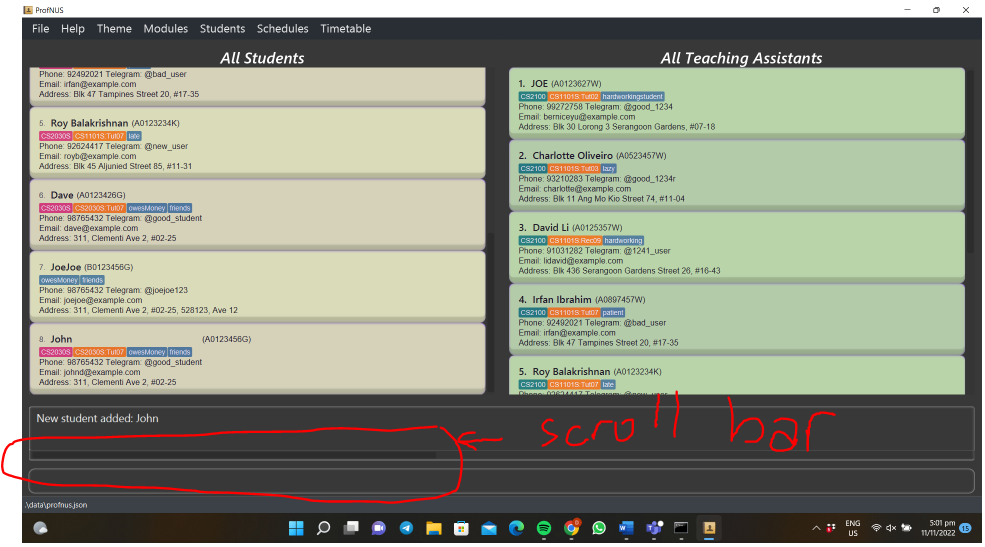 ProfNUS
File Help Theme Modules Students Schedules Timetable
All Students
Phone: 92492021 Telegram: @bad_user
Email: irfan@example.com
Address: Blk 47 Tampines Street 20, #17-35
5. Roy Balakrishnan (A0123234K)
CS2030S CS1101S:Tut07 late
Phone: 92624417 Telegram: @new_user
Email: royb@example.com
Address: Blk 45 Aljunied Street 85, #11-31
6. Dave (A0123426G)
CS2030S CS2030S:Tut07 owesMoney friends
Phone: 98765432 Telegram: @good_student
Email: dave@example.com
Address: 311, Clementi Ave 2, #02-25
7. JoeJoe (B0123456G)
owesMoney friends
Phone: 98765432 Telegram: @joejoe123
Email: joejoe@example.com
Address: 311, Clementi Ave 2, #02-25, 528123, Ave 12
8. John (A0123456G)
CS2030S CS2030S:Tut07 owesMoney friends
Phone: 98765432 Telegram: @good_student
Email: johnd@example.com
Address: 311, Clementi Ave 2, #02-25
All Teaching Assistants
1. JOE (A0123627W)
CS2100 CS1101S:Tut02 hardworkingstudent
Phone: 99272758 Telegram: @good_1234
Email: berniceyu@example.com
Address: Blk 30 Lorong 3 Serangoon Gardens, #07-18
2. Charlotte Oliveiro (A0523457W)
CS2100 CS1101S:Tut03 lazy
Phone: 93210283 Telegram: @good_1234r
Email: charlotte@example.com
Address: Blk 11 Ang Mo Kio Street 74, #11-04
3. David Li (A0125357W)
CS2100 CS1101S:Rec09 hardworking
Phone: 91031282 Telegram: @1241_user
Email: lidavid@example.com
Address: Blk 436 Serangoon Gardens Street 26, #16-43
4. Irfan Ibrahim (A0897457W)
CS2100 CS1101S:Tut07 patient
Phone: 92492021 Telegram: @bad_user
Email: irfan@example.com
Address: Blk 47 Tampines Street 20, #17-35
5. Roy Balakrishnan (A0123234K)
CS2100 CS1101S:Tut07 late
Phone: 92624417 Telegram: @new_user
New student added: John
scroll bar
.\data\profnus.json
ENG
US
5:01 pm
11/11/2022
15